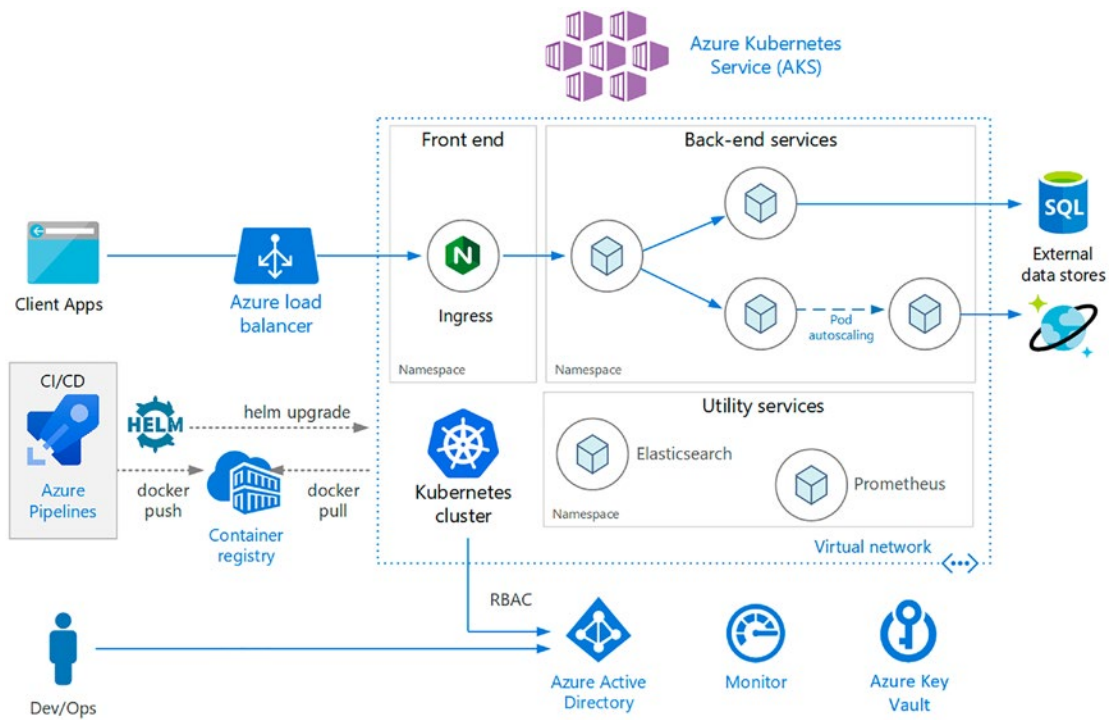 Azure Kubernetes
Service (AKS)
Front end
Back-end services
SQL
External
data stores
Client Apps
Azure load
balancer
N
Ingress
Pod
autoscaling
Namespace
Namespace
CI/CD
HELM
helm upgrade
Azure
Pipelines
docker
push
docker
pull
Container
registry
Kubernetes
cluster
Utility services
Elasticsearch
Prometheus
Namespace
Virtual network
RBAC
Dev/Ops
Azure Active
Directory
Monitor
Azure Key
Vault